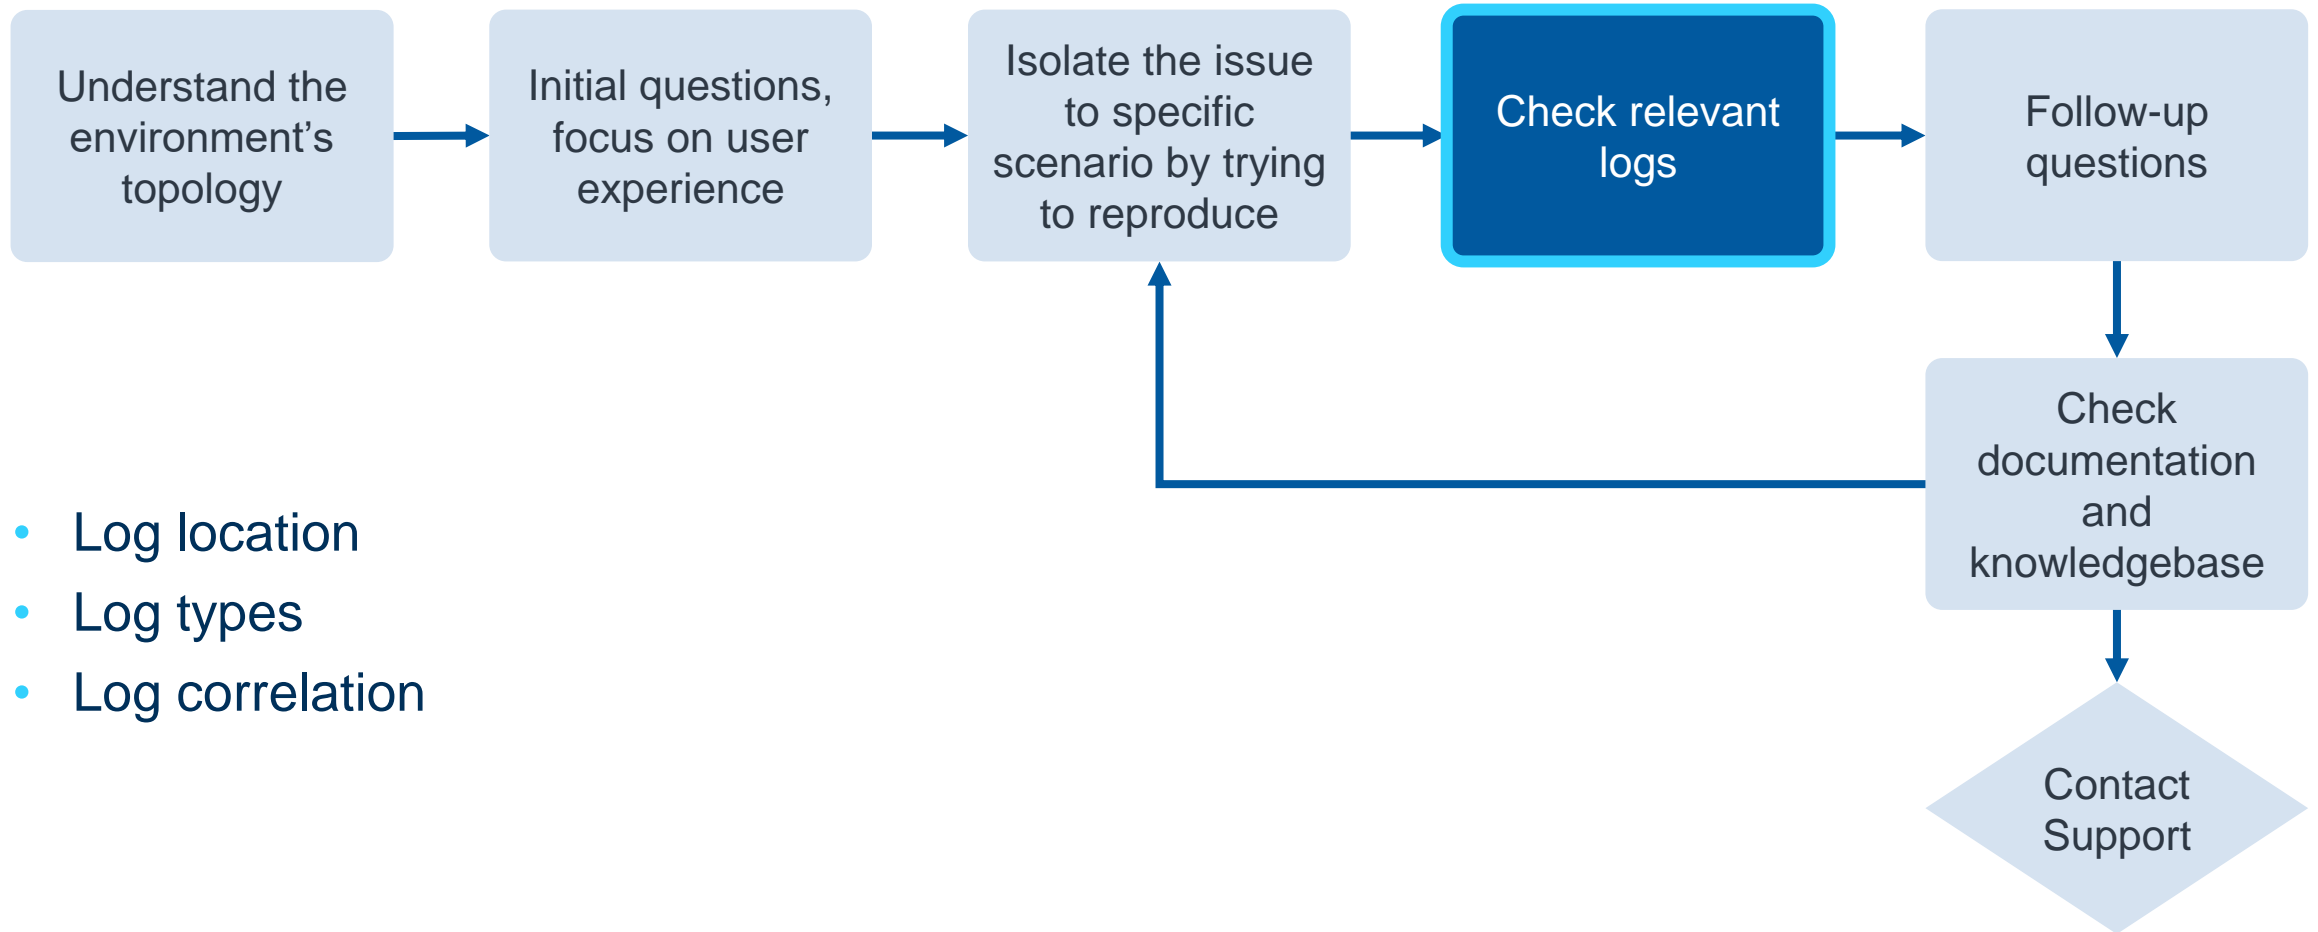 Understand the
environment’s
topology
Initial questions,
focus on user
experience
Isolate the issue
to specific
scenario by trying
to reproduce
Check relevant
logs
Follow-up
questions
Check
documentation
and
knowledgebase
Contact
Support
• Log location
• Log types
• Log correlation